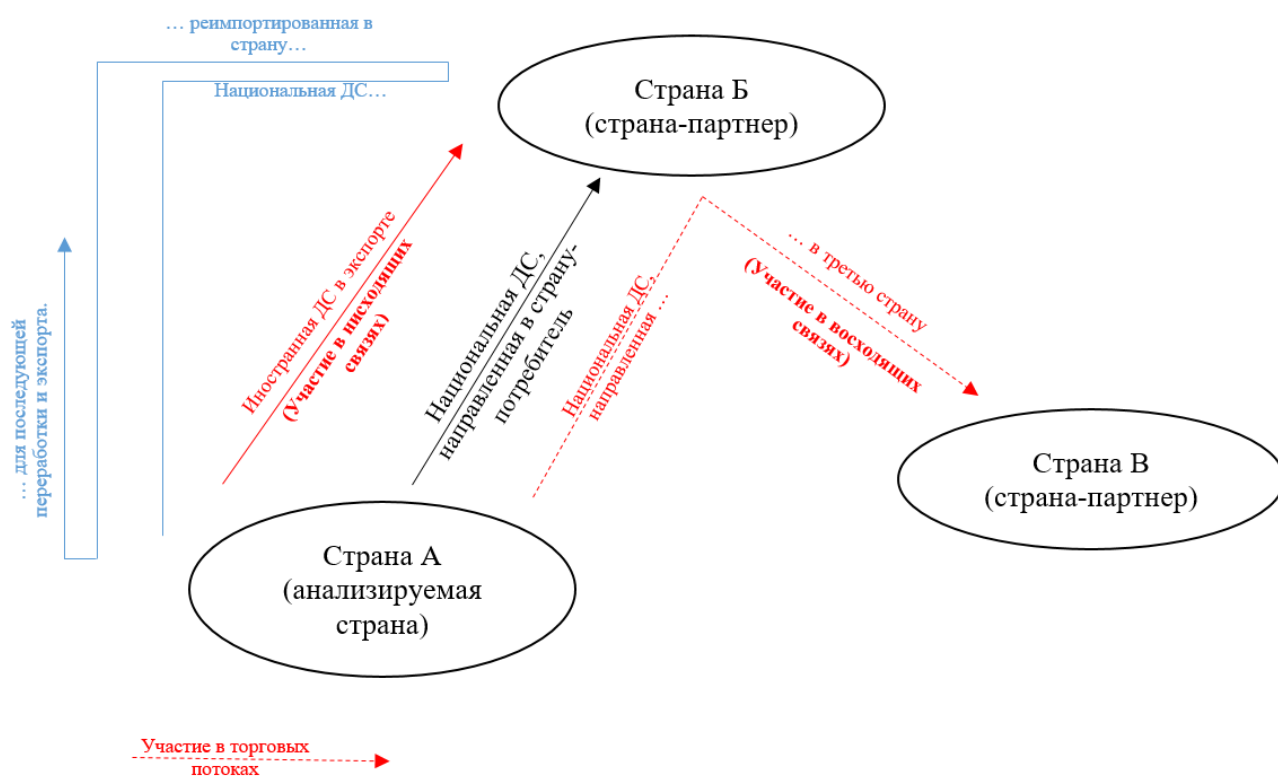 … реимпортированная в
страну…
Национальная ДС…
Страна Б
(страна-партнер)
Иностранная ДС в экспорте
(Участие в нисходящих
связях)
Национальная ДС,
направленная в страну-
потребитель
Национальная ДС,
направленная …
… в третью страну
(Участие в восходящих
связях)
… для последующей
переработки и экспорта.
Страна В
(страна-партнер)
Страна А
(анализируемая
страна)
Участие в торговых
потоках